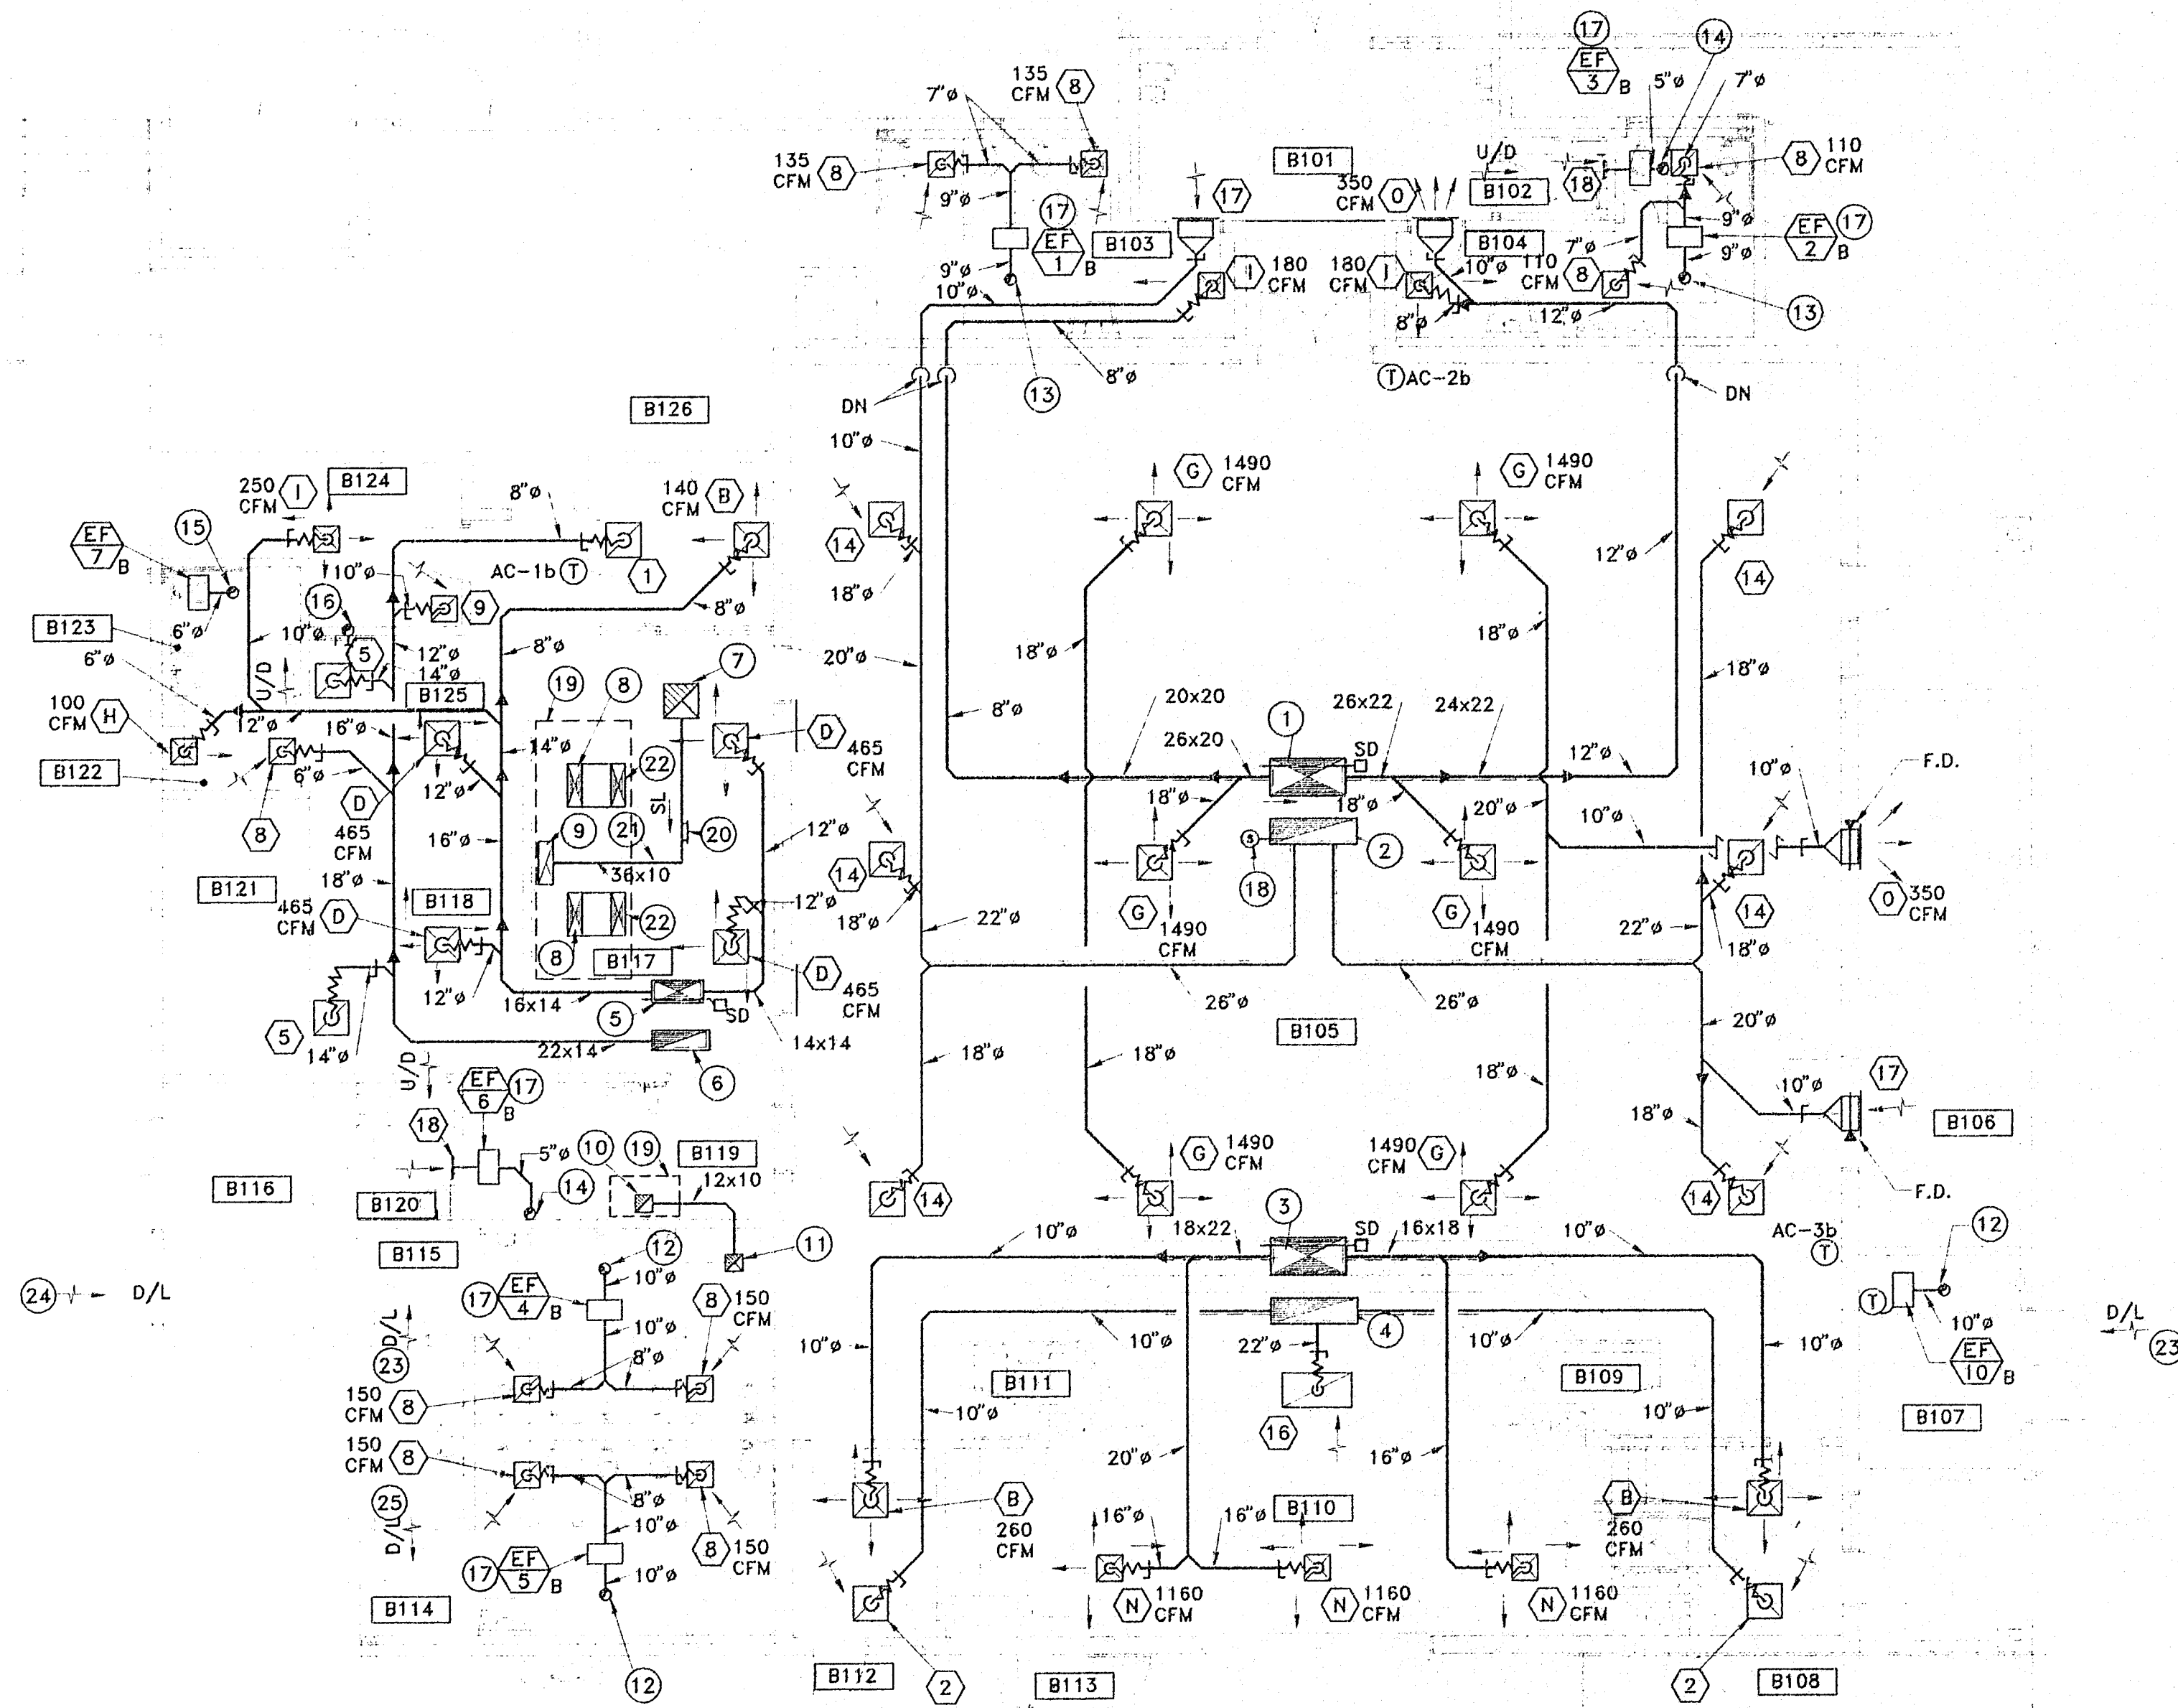 17
EF
3
B
5"ø
14
7"ø
135
CFM
8
7"ø
135
CFM
8
9"ø
17
EF
1
B
B103
9"ø
10"ø
13
17
1
180
CFM
B101
350
CFM
0
U/D
B102
18
8
110
CFM
B104
10"ø
180
CFM
1
110
CFM
8
7"ø
9"ø
9"ø
EF
2
B
17
13
8"ø
12"ø
8"ø
T
AC-2b
DN
DN
10"ø
B126
250
CFM
1
B124
8"ø
140
CFM
B
EF
7
B
15
10"ø
AC-1b
T
1
16
9
8"ø
B123
6"ø
6"ø
10"ø
U/D
5
12"ø
14"ø
8"ø
B125
100
CFM
H
12"ø
16"ø
14"ø
19
8
7
22
D
465
CFM
B122
8
6"ø
D
12"ø
465
CFM
16"ø
9
21
SL
20
12"ø
36x10
18"ø
B121
465
CFM
D
B118
8
22
B117
12"ø
D
465
CFM
12"ø
16x14
5
SD
14x14
5
14"ø
22x14
6
U/D
14
18"ø
G
1490
CFM
G
1490
CFM
14
12"ø
18"ø
18"ø
18"ø
20"ø
8"ø
20x20
26x20
1
26x22
SD
24x22
12"ø
18"ø
18"ø
20"ø
10"ø
10"ø
F.D.
14
18"ø
S
18
2
G
1490
CFM
G
1490
CFM
14
0
350
CFM
22"ø
22"ø
18"ø
26"ø
26"ø
B105
20"ø
18"ø
18"ø
18"ø
18"ø
10"ø
17
B106
F.D.
EF
6
B
17
18
5"ø
14
10
19
B119
12x10
11
B116
B120
B115
14
G
1490
CFM
1490
CFM
G
14
AC-3b
T
12
24
D/L
12
10"ø
17
EF
4
B
10"ø
8
150
CFM
D/L
23
8"ø
150
CFM
8
150
CFM
8
25
D/L
8"ø
10"ø
17
EF
5
B
8
150
CFM
10"ø
B114
12
10"ø
18x22
3
SD
16x18
10"ø
10"ø
10"ø
4
22"ø
10"ø
10"ø
T
10"ø
EF
10
B
D/L
23
B111
10"ø
16
B109
10"ø
B107
20"ø
16"ø
B
260
CFM
16"ø
16"ø
B110
B
260
CFM
N
1160
CFM
N
1160
CFM
N
1160
CFM
B112
2
B113
2
B108